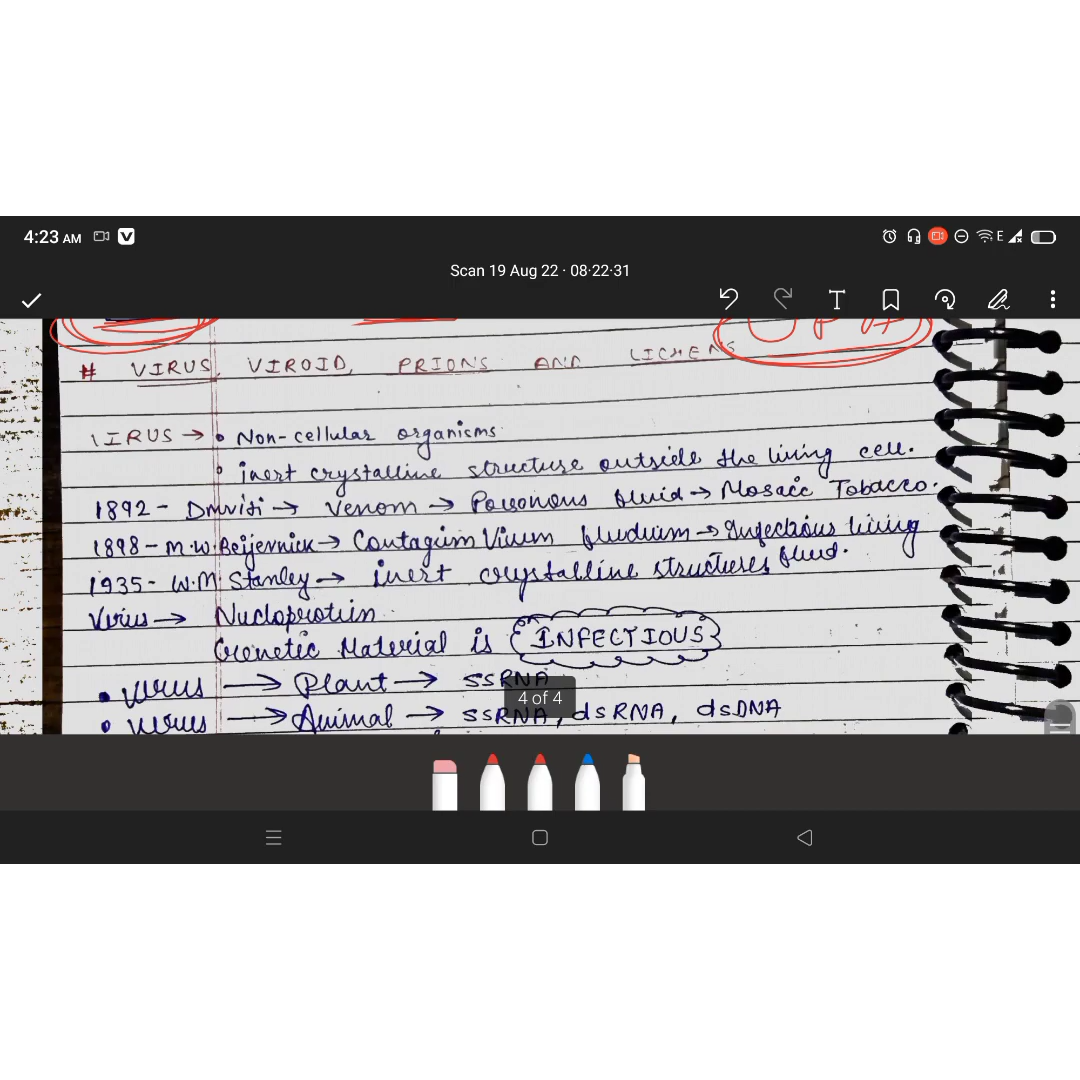 4:23 AM
Scan 19 Aug 22 · 08:22:31
# VIRUS, VIROID, PRIONS AND LICHENS
VIRUS → • Non-cellular organisms
• inert crystalline structure outside the living cell.
1892 - Dmviti → Venom → Poisonous fluid → Mosaic Tobacco.
1898 - M.W. Beijernick → Contagium Vivum fluidium → Infectious living fluid.
1935 - W.M. Stanley → inert crystalline structures
Virus → Nucloprotein
Genetic Material is INFECTIOUS
• virus → Plant → ssRNA
4 of 4
• virus → Animal → ssRNA, dsRNA, dsDNA